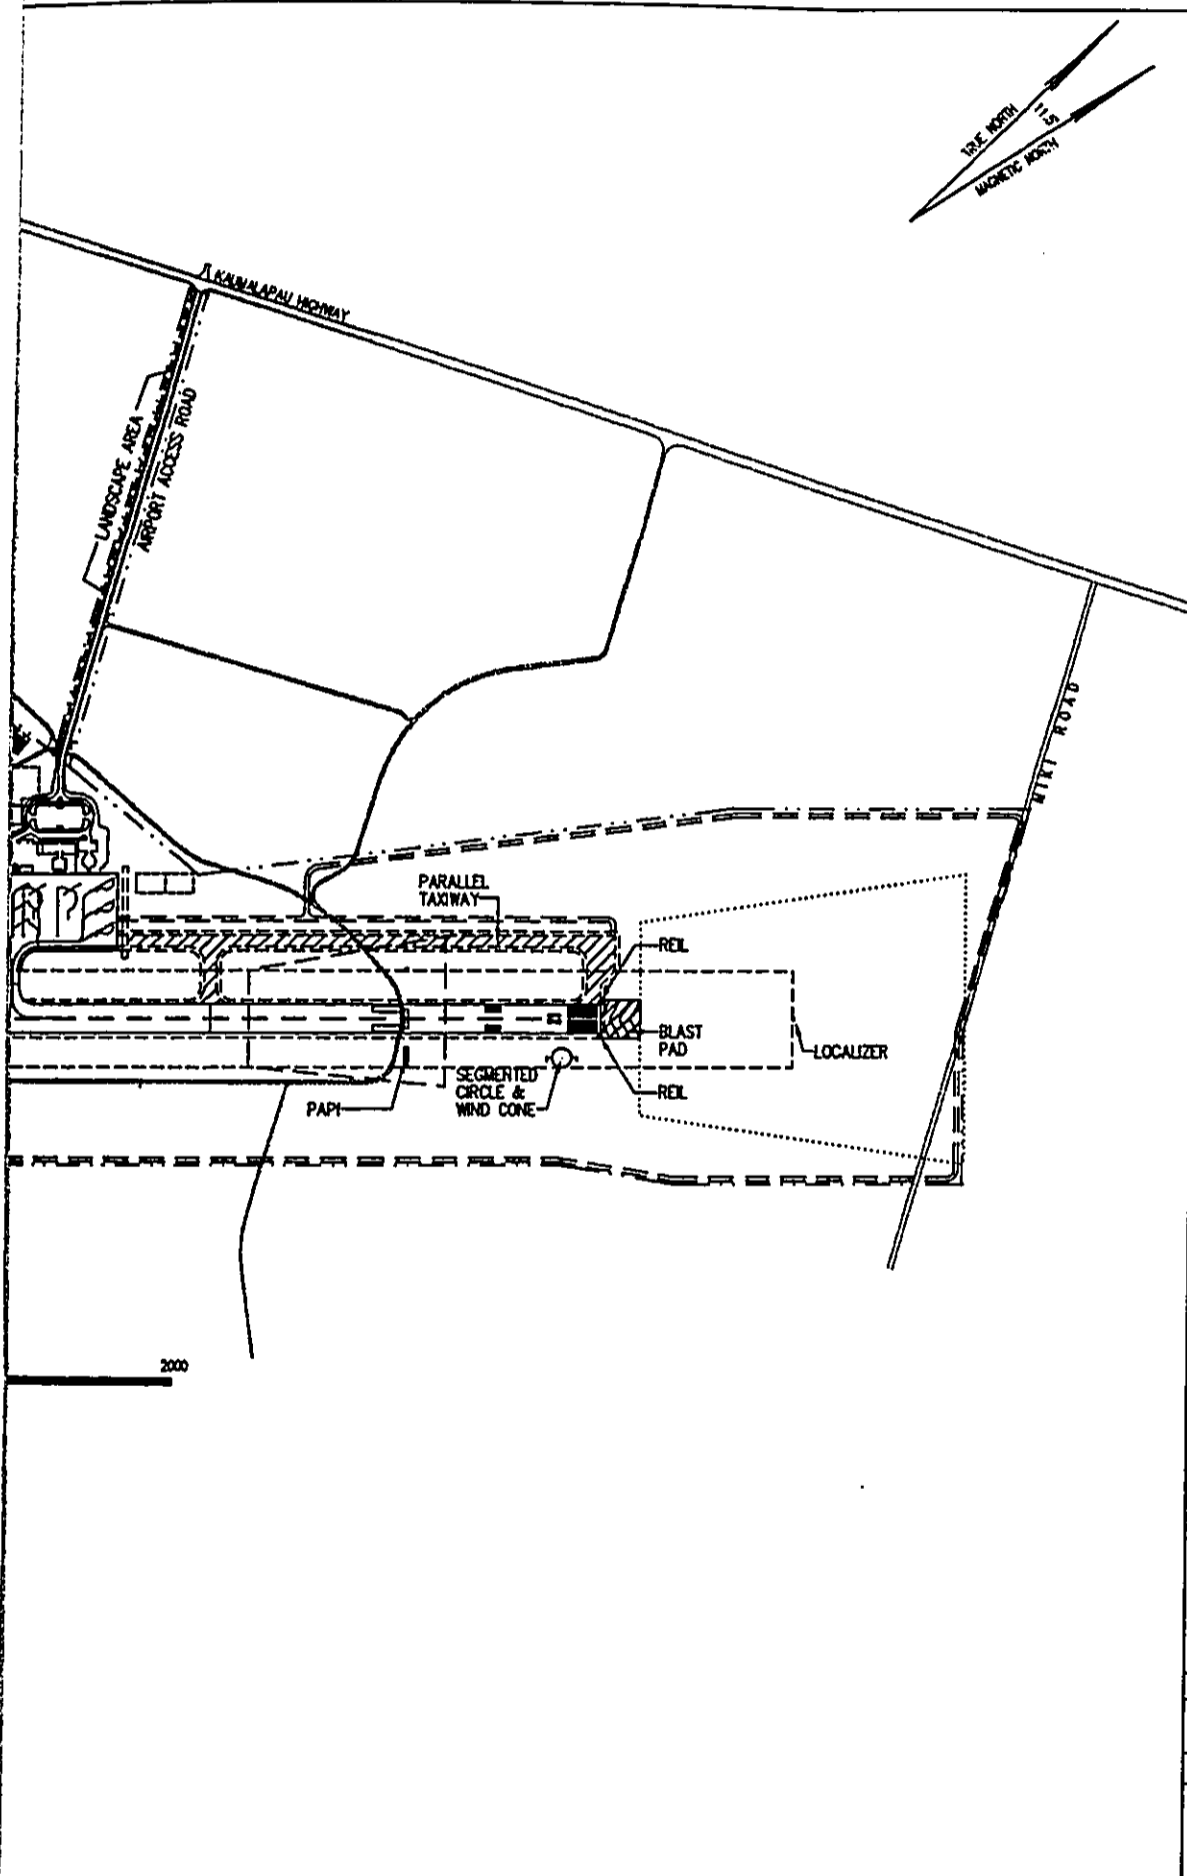 TRUE NORTH
11.5
MAGNETIC NORTH
KAUMALAPAU HIGHWAY
LANDSCAPE AREA
AIRPORT ACCESS ROAD
MIKI ROAD
PARALLEL
TAXIWAY
REIL
BLAST
PAD
LOCALIZER
SEGMENTED
CIRCLE &
WIND CONE
REIL
PAPI
2000